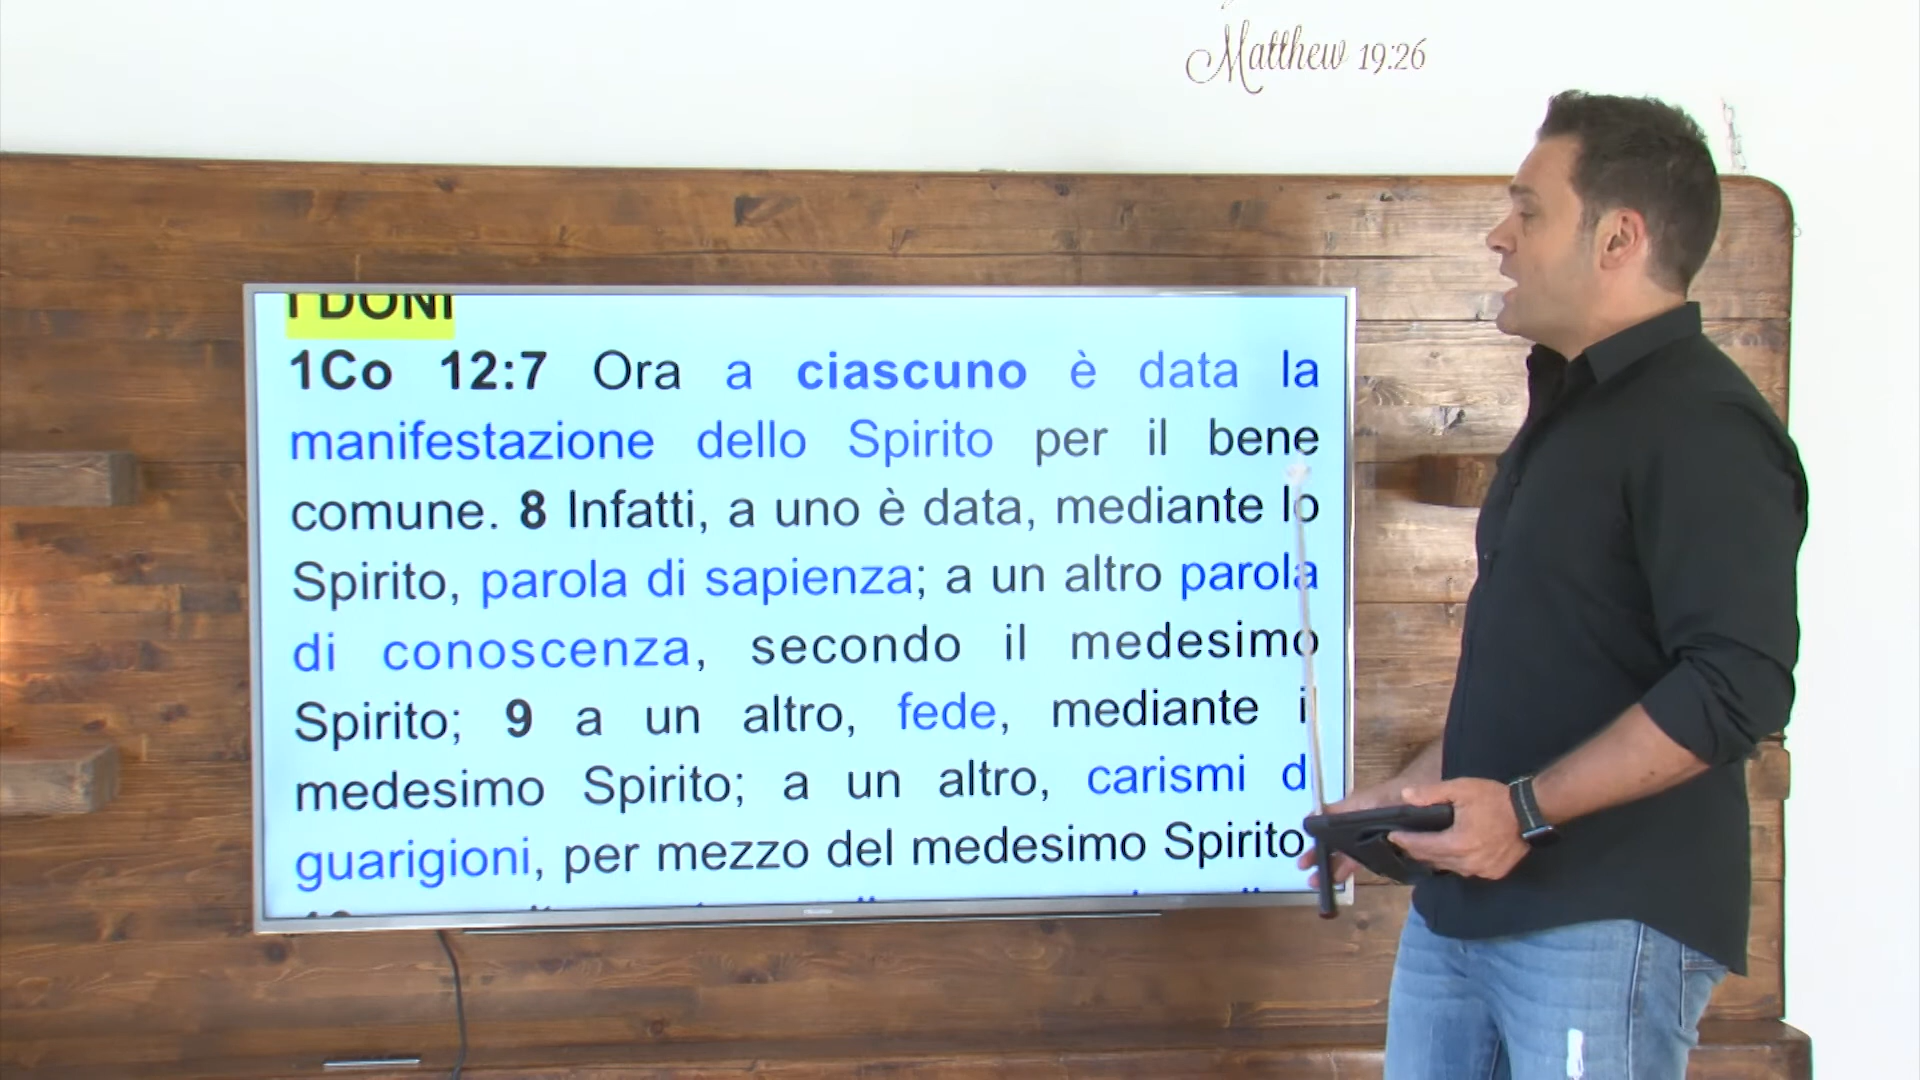 Matthew 19:26
I DONI
1Co 12:7 Ora a ciascuno è data la
manifestazione dello Spirito per il bene
comune. 8 Infatti, a uno è data, mediante lo
Spirito, parola di sapienza; a un altro parola
di conoscenza, secondo il medesimo
Spirito; 9 a un altro, fede, mediante il
medesimo Spirito; a un altro, carismi di
guarigioni, per mezzo del medesimo Spirito